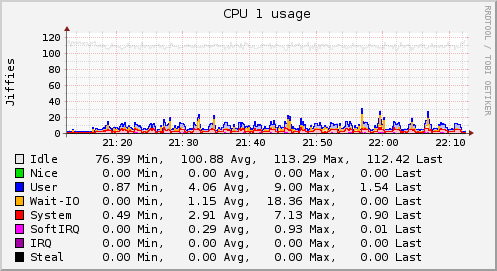 CPU 1 usage
RRDTOOL / TOBI OETIKER
Jiffies
120
100
80
60
40
20
0
21:20 21:30 21:40 21:50 22:00 22:10
Idle 76.39 Min, 100.88 Avg, 113.29 Max, 112.42 Last
Nice 0.00 Min, 0.00 Avg, 0.00 Max, 0.00 Last
User 0.87 Min, 4.06 Avg, 9.00 Max, 1.54 Last
Wait-IO 0.00 Min, 1.15 Avg, 18.36 Max, 0.00 Last
System 0.49 Min, 2.91 Avg, 7.13 Max, 0.90 Last
SoftIRQ 0.00 Min, 0.29 Avg, 0.93 Max, 0.01 Last
IRQ 0.00 Min, 0.00 Avg, 0.00 Max, 0.00 Last
Steal 0.00 Min, 0.00 Avg, 0.00 Max, 0.00 Last